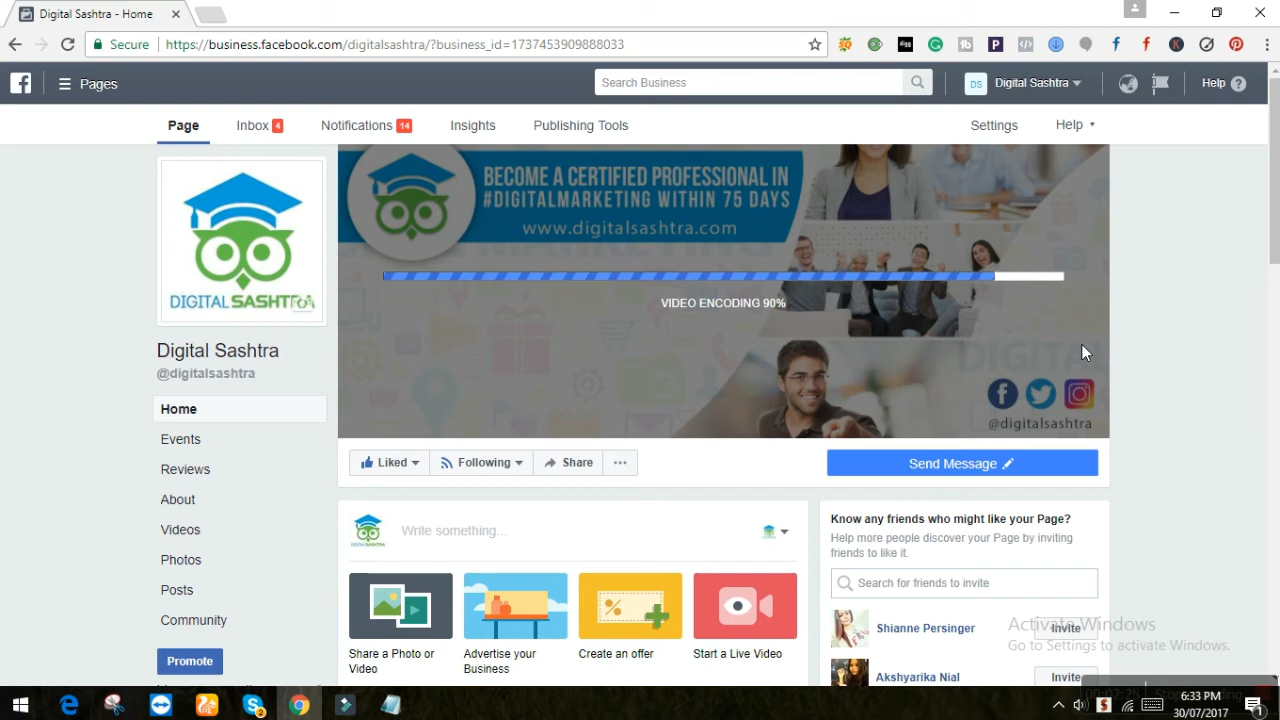 Digital Sashtra - Home
Secure
https://business.facebook.com/digitalsashtra/?business_id=1737453909888033
Pages
Search Business
DS
Digital Sashtra
Help
Page
Inbox 4
Notifications 14
Insights
Publishing Tools
Settings
Help
BECOME A CERTIFIED PROFESSIONAL IN
#DIGITALMARKETING WITHIN 75 DAYS
www.digitalsashtra.com
VIDEO ENCODING 90%
@digitalsashtra
DIGITAL SASHTRA
Digital Sashtra
@digitalsashtra
Home
Events
Reviews
About
Videos
Photos
Posts
Community
Promote
Liked
Following
Share
Send Message
Write something...
Share a Photo or
Video
Advertise your
Business
Create an offer
Start a Live Video
Know any friends who might like your Page?
Help more people discover your Page by inviting
friends to like it.
Search for friends to invite
Shianne Persinger
Invite
Akshyarika Nial
Invite
Activate Windows
Go to Settings to activate Windows.
00:02:25
6:33 PM
30/07/2017